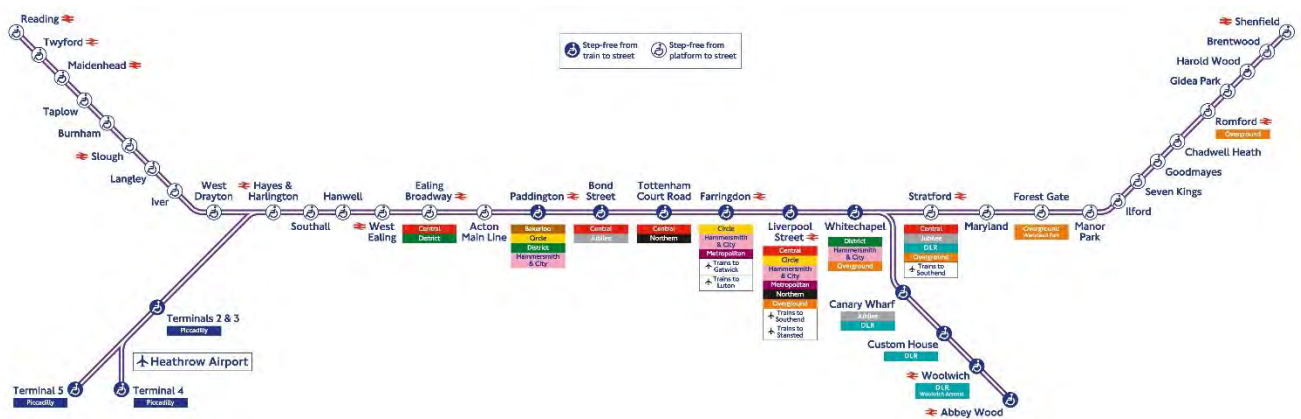 Reading
Twyford
Maidenhead
Taplow
Burnham
Slough
Langley
Iver
West
Drayton
Hayes &
Harlington
Southall
Hanwell
West
Ealing
Ealing
Broadway
Central
District
Acton
Main Line
Paddington
Bakerloo
Circle
District
Hammersmith
& City
Bond
Street
Central
Jubilee
Tottenham
Court Road
Central
Northern
Farringdon
Circle
Hammersmith
& City
Metropolitan
Trains to
Gatwick
Trains to
Luton
Liverpool
Street
Central
Circle
Hammersmith
& City
Metropolitan
Northern
Overground
Trains to
Southend
Trains to
Stansted
Whitechapel
District
Hammersmith
& City
Overground
Stratford
Central
Jubilee
DLR
Overground
Trains to
Southend
Maryland
Forest Gate
Overground
Wanstead Park
Manor
Park
Ilford
Seven Kings
Goodmayes
Chadwell Heath
Romford
Overground
Gidea Park
Harold Wood
Brentwood
Shenfield
Step-free from
train to street
Step-free from
platform to street
Terminals 2 & 3
Piccadilly
Heathrow Airport
Terminal 5
Piccadilly
Terminal 4
Piccadilly
Canary Wharf
Jubilee
DLR
Custom House
DLR
Woolwich
DLR
Woolwich Arsenal
Abbey Wood